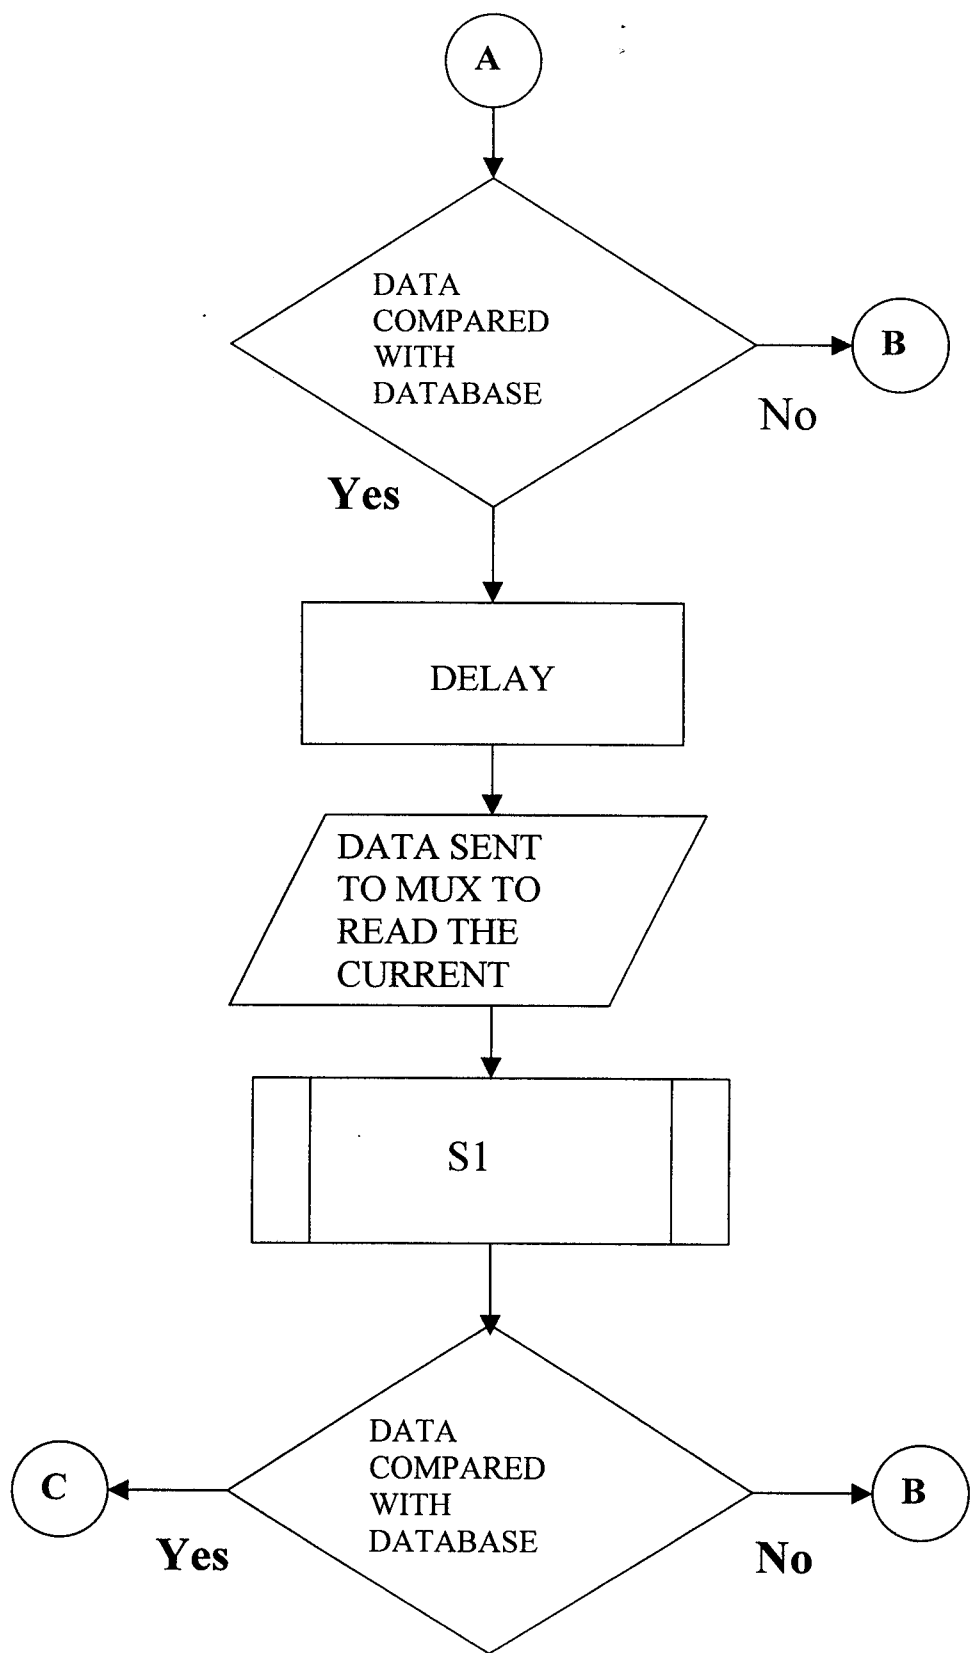 A
DATA
COMPARED
WITH
DATABASE
B
No
Yes
DELAY
DATA SENT
TO MUX TO
READ THE
CURRENT
S1
DATA
COMPARED
WITH
DATABASE
C
B
Yes
No